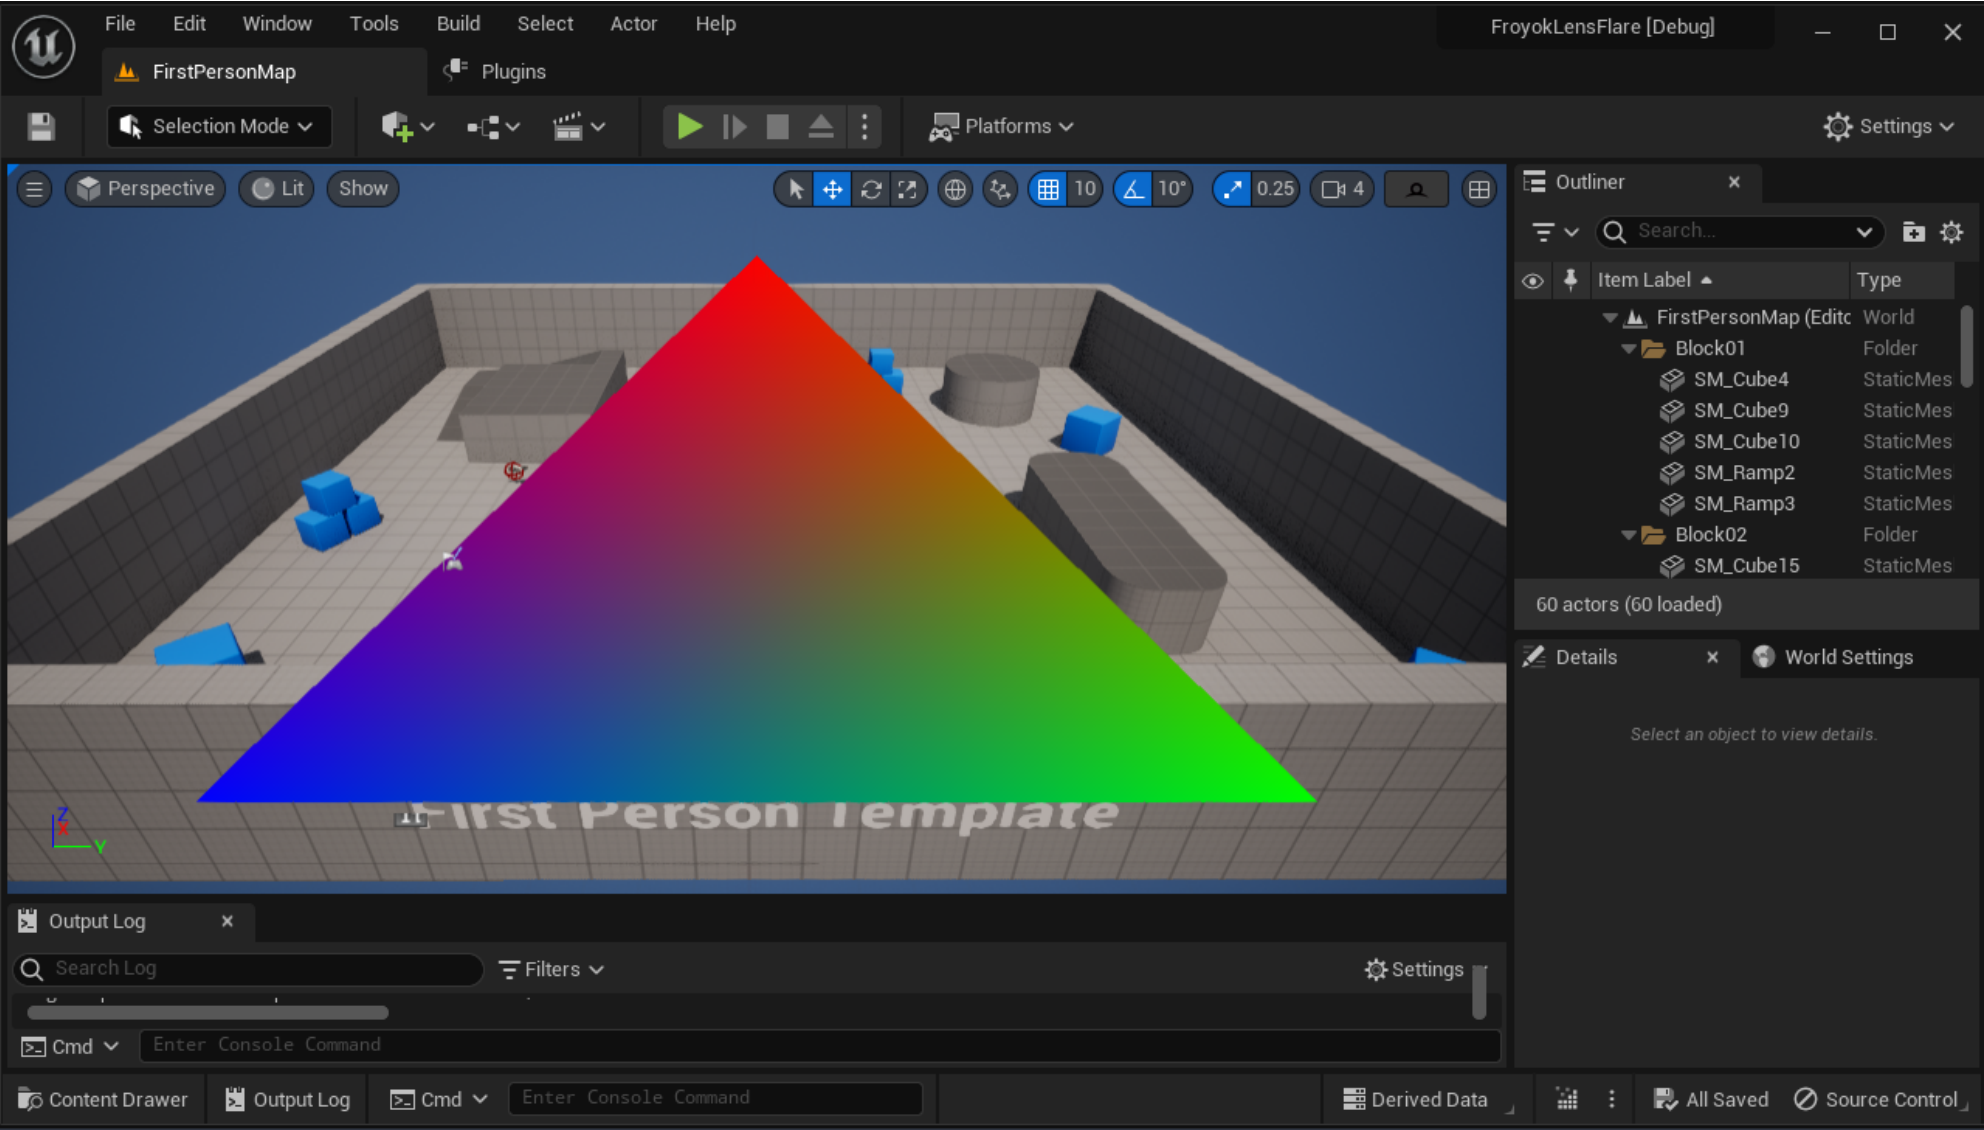 File Edit Window Tools Build Select Actor Help
FroyokLensFlare [Debug]
FirstPersonMap
Plugins
Selection Mode
Platforms
Settings
Perspective
Lit
Show
10
10°
0.25
4
Outliner
Search...
Item Label
Type
FirstPersonMap (Edito World
Block01 Folder
SM_Cube4 StaticMes
SM_Cube9 StaticMes
SM_Cube10 StaticMes
SM_Ramp2 StaticMes
SM_Ramp3 StaticMes
Block02 Folder
SM_Cube15 StaticMes
60 actors (60 loaded)
Details
World Settings
Select an object to view details.
First Person Template
Z
X
Y
Output Log
Search Log
Filters
Settings
Cmd
Enter Console Command
Content Drawer
Output Log
Cmd
Enter Console Command
Derived Data
All Saved
Source Control